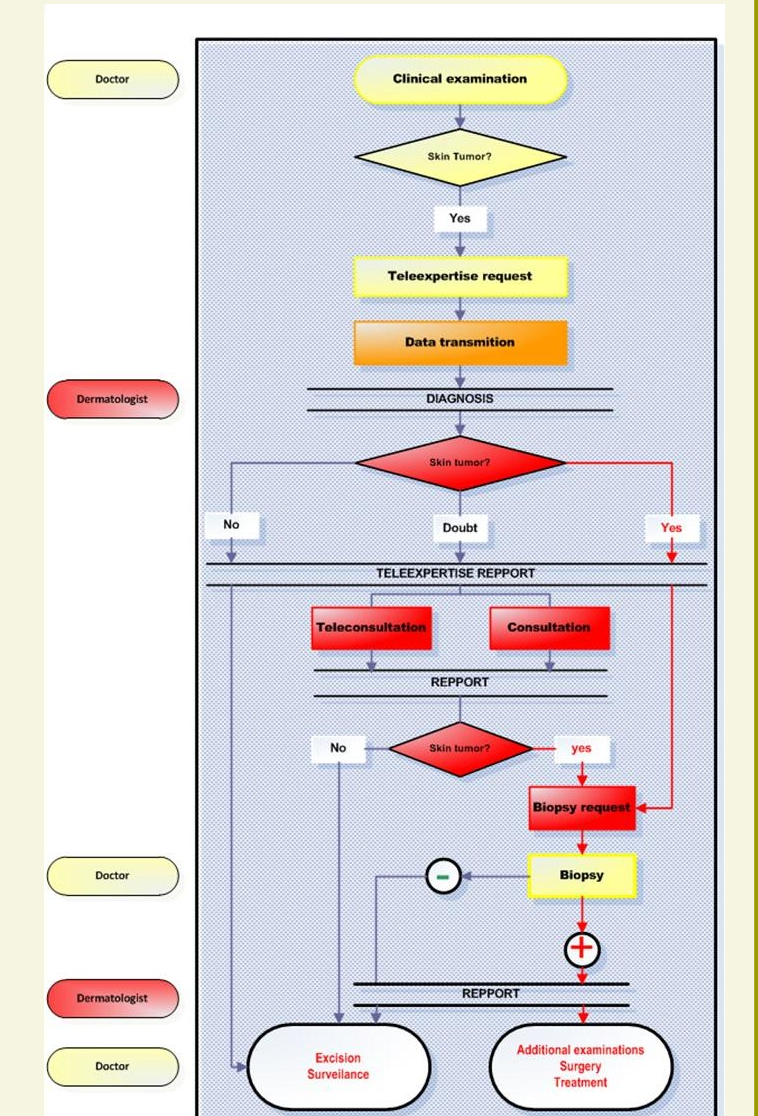 Doctor
Clinical examination
Skin Tumor?
Yes
Teleexpertise request
Data transmition
Dermatologist
DIAGNOSIS
Skin tumor?
No
Doubt
Yes
TELEEXPERTISE REPPORT
Teleconsultation
Consultation
REPPORT
No
Skin tumor?
yes
Biopsy request
Doctor
-
Biopsy
+
Dermatologist
REPPORT
Doctor
Excision
Surveilance
Additional examinations
Surgery
Treatment